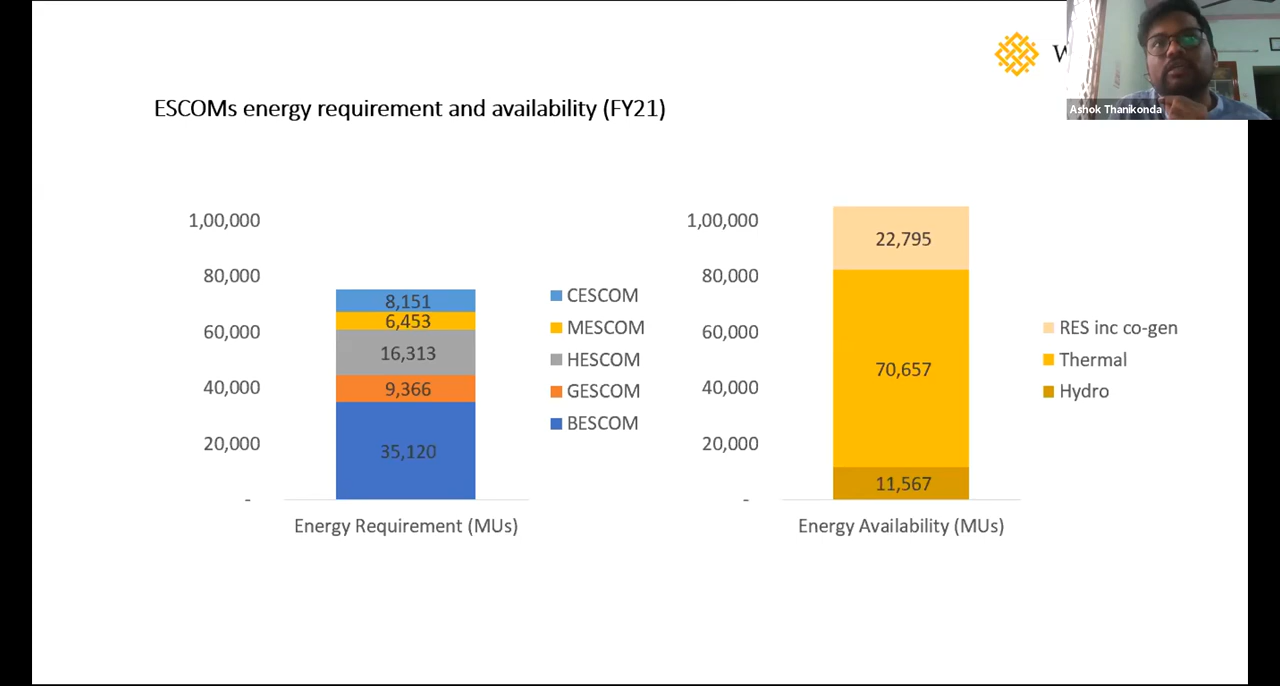 W
Ashok Thanikonda
ESCOMs energy requirement and availability (FY21)
1,00,000
80,000
60,000
40,000
20,000
-
8,151
6,453
16,313
9,366
35,120
Energy Requirement (MUs)
CESCOM
MESCOM
HESCOM
GESCOM
BESCOM
1,00,000
80,000
60,000
40,000
20,000
-
22,795
70,657
11,567
Energy Availability (MUs)
RES inc co-gen
Thermal
Hydro